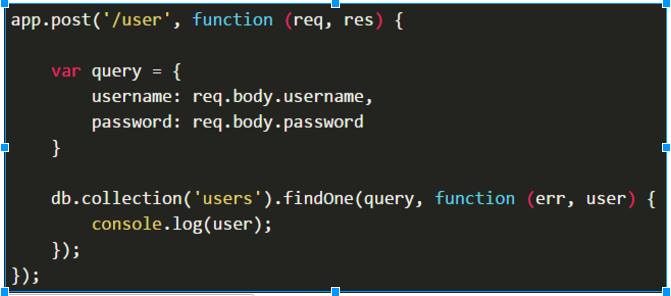 app.post('/user', function (req, res) {
var query = {
username: req.body.username,
password: req.body.password
}
db.collection('users').findOne(query, function (err, user) {
console.log(user);
});
});